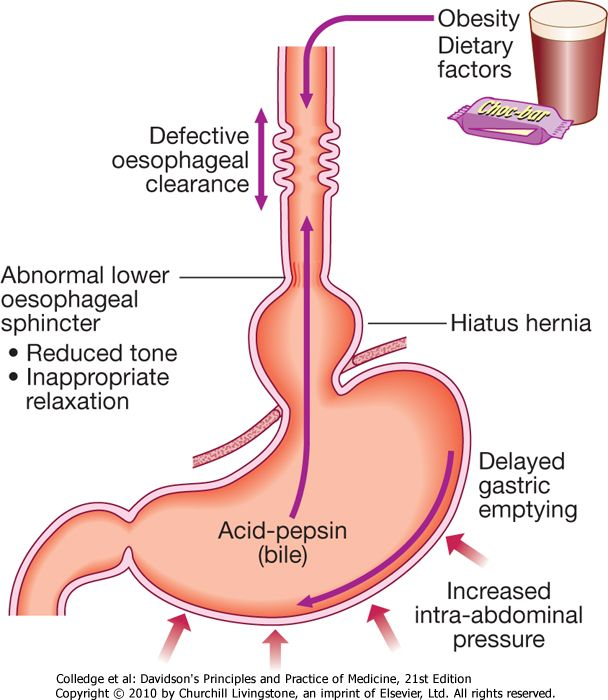 Obesity
Dietary
factors
Choc-bar
Defective
oesophageal
clearance
Abnormal lower
oesophageal
sphincter
• Reduced tone
• Inappropriate
relaxation
Hiatus hernia
Delayed
gastric
emptying
Acid-pepsin
(bile)
Increased
intra-abdominal
pressure
Colledge et al: Davidson's Principles and Practice of Medicine, 21st Edition
Copyright © 2010 by Churchill Livingstone, an imprint of Elsevier, Ltd. All rights reserved.